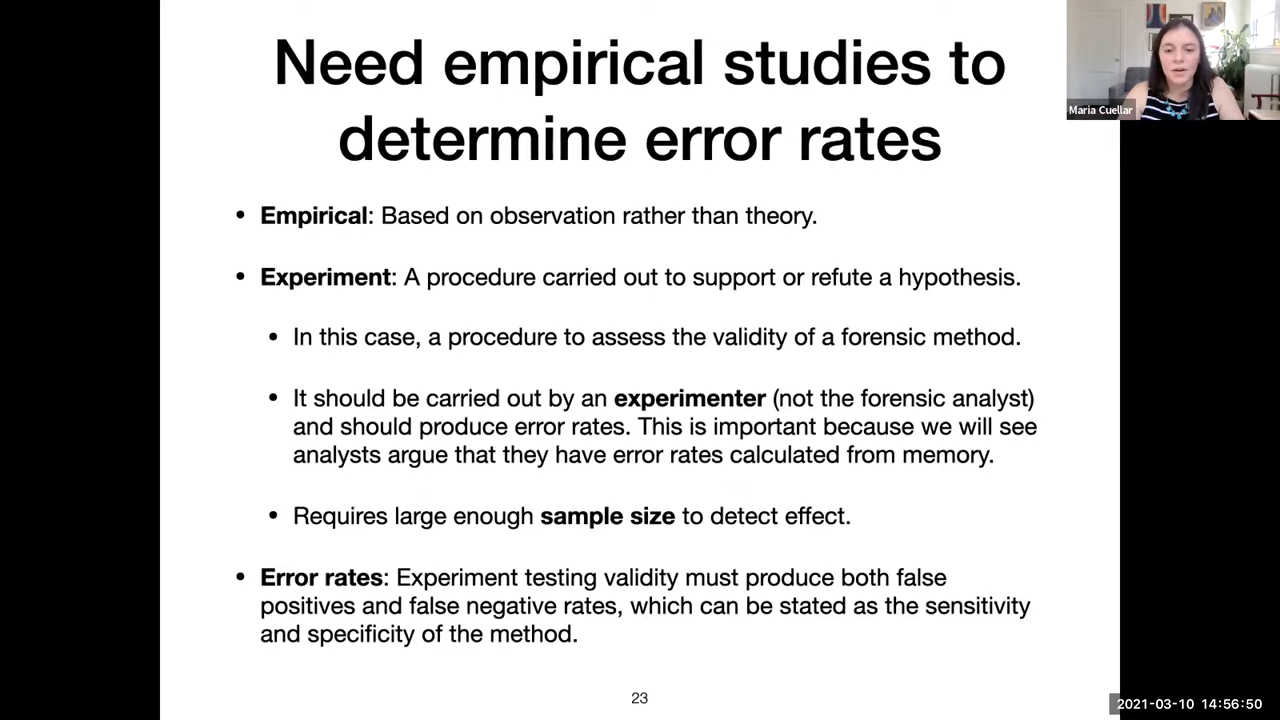 Need empirical studies to
determine error rates
Maria Cuellar
• Empirical: Based on observation rather than theory.
• Experiment: A procedure carried out to support or refute a hypothesis.
• In this case, a procedure to assess the validity of a forensic method.
• It should be carried out by an experimenter (not the forensic analyst)
and should produce error rates. This is important because we will see
analysts argue that they have error rates calculated from memory.
• Requires large enough sample size to detect effect.
• Error rates: Experiment testing validity must produce both false
positives and false negative rates, which can be stated as the sensitivity
and specificity of the method.
23
2021-03-10 14:56:50